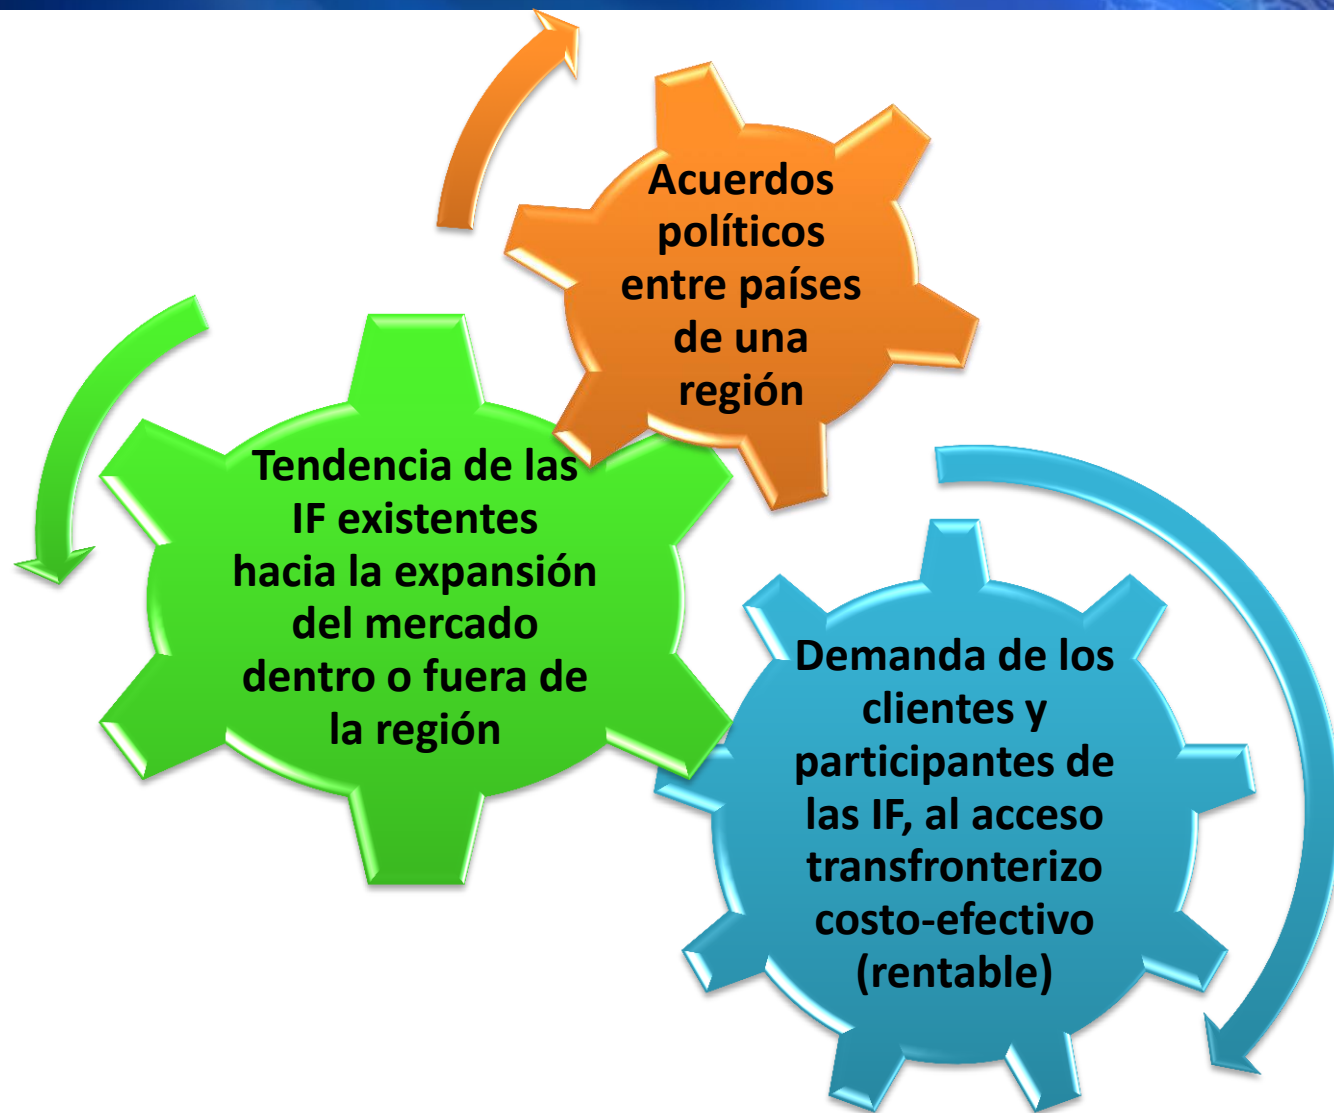 Acuerdos
políticos
entre países
de una
región
Tendencia de las
IF existentes
hacia la expansión
del mercado
dentro o fuera de
la región
Demanda de los
clientes y
participantes de
las IF, al acceso
transfronterizo
costo-efectivo
(rentable)